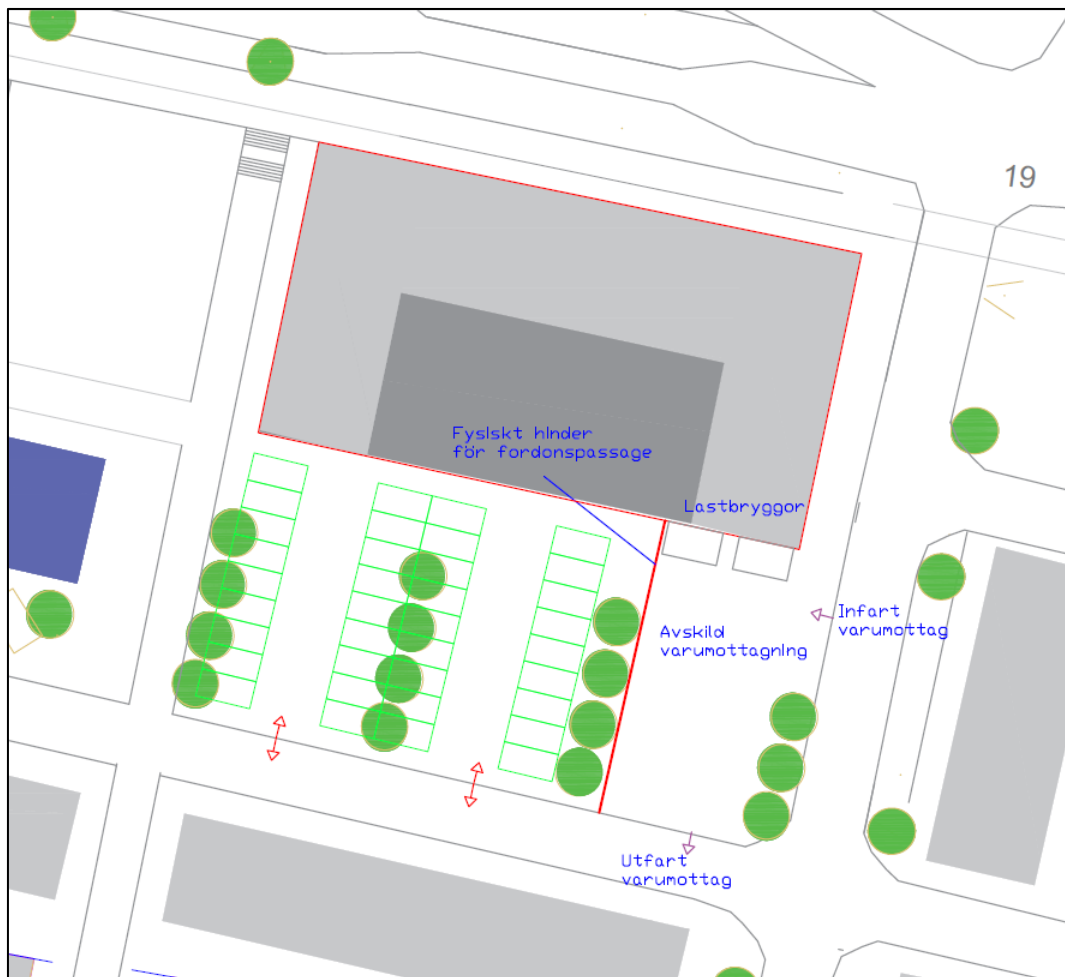 19
Fysiskt hinder
för fordonspassage
Lastbryggor
Infart
varumottag
Avskild
varumottagning
Utfart
varumottag